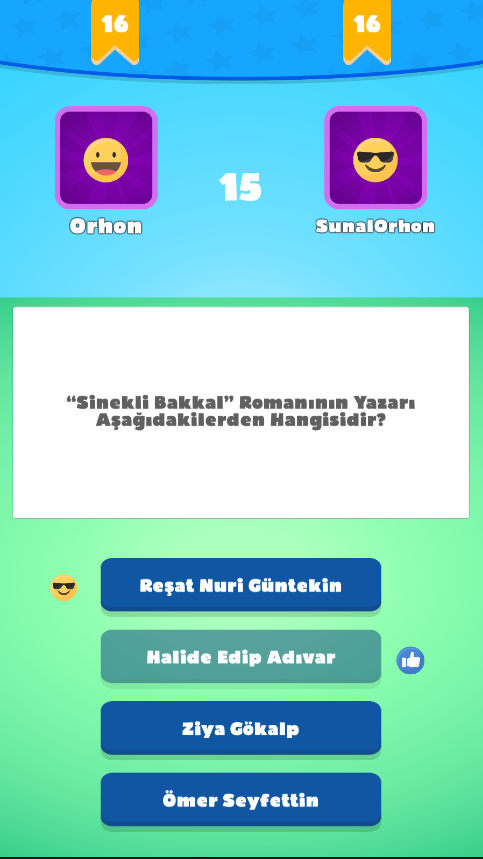 16
16
15
Orhon
SunalOrhon
“Sinekli Bakkal” Romanının Yazarı
Aşağıdakilerden Hangisidir?
Reşat Nuri Güntekin
Halide Edip Adıvar
Ziya Gökalp
Ömer Seyfettin